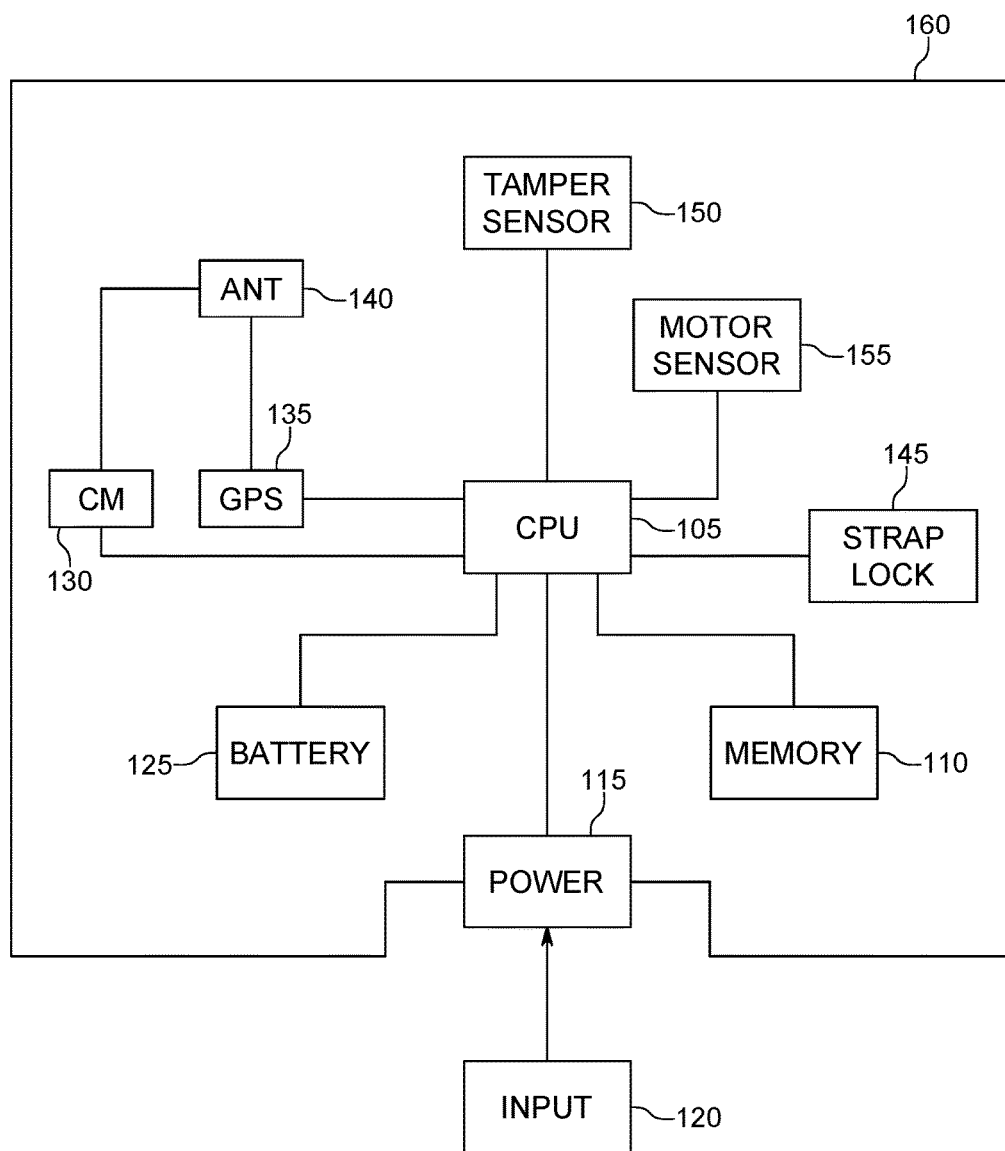 160
TAMPER
SENSOR
150
ANT
140
MOTOR
SENSOR
155
135
145
CM
GPS
CPU
105
STRAP
LOCK
130
125
BATTERY
MEMORY
110
115
POWER
INPUT
120